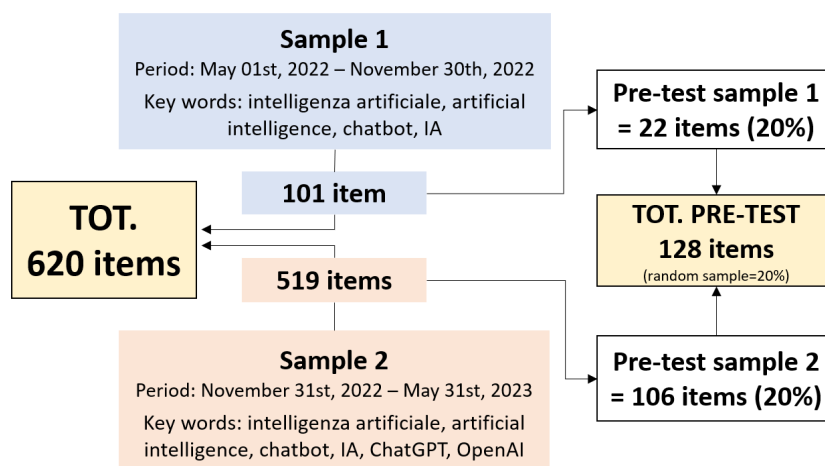 Sample 1
Period: May 01st, 2022 – November 30th, 2022
Key words: intelligenza artificiale, artificial
intelligence, chatbot, IA
101 item
TOT.
620 items
519 items
Sample 2
Period: November 31st, 2022 – May 31st, 2023
Key words: intelligenza artificiale, artificial
intelligence, chatbot, IA, ChatGPT, OpenAI
Pre-test sample 1
= 22 items (20%)
TOT. PRE-TEST
128 items
(random sample=20%)
Pre-test sample 2
= 106 items (20%)